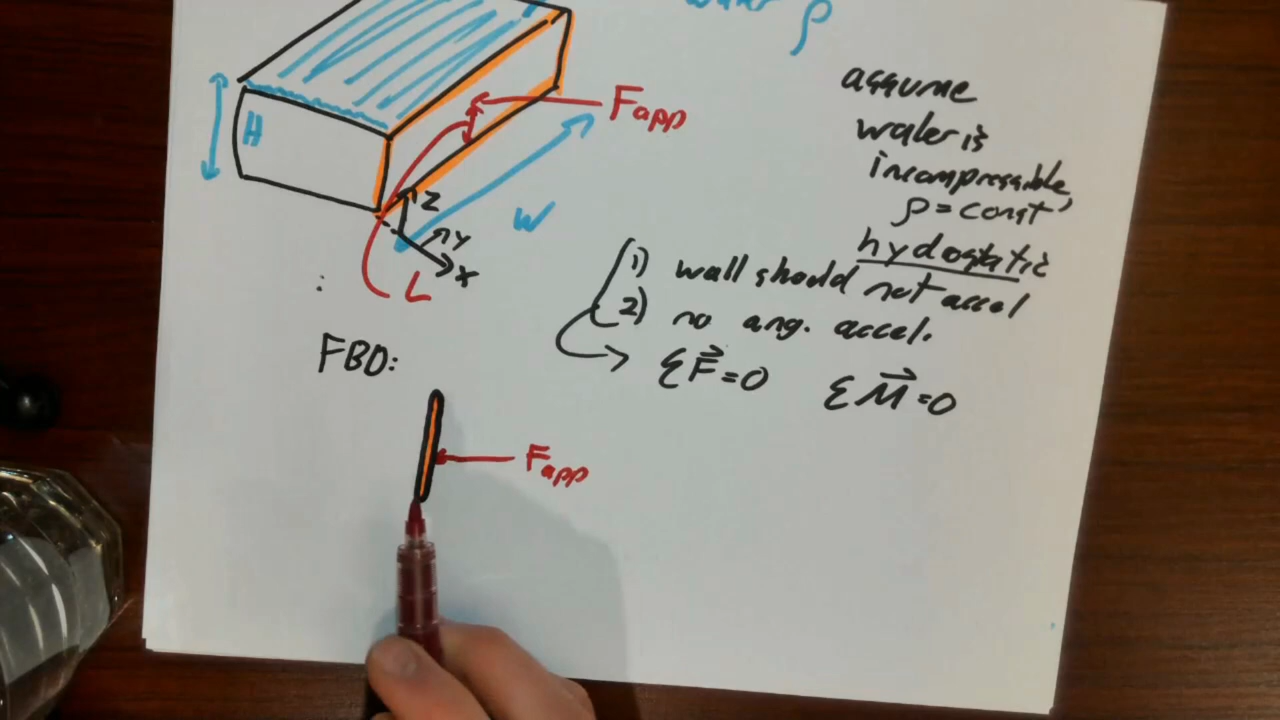 water ρ
H
Fapp
Z
Y
X
W
L
assume
water is
incompressible,
ρ = const
hydostatic
1) wall should not accel
2) no ang. accel.
ΣF⃗=0 ΣM⃗=0
FBD:
Fapp